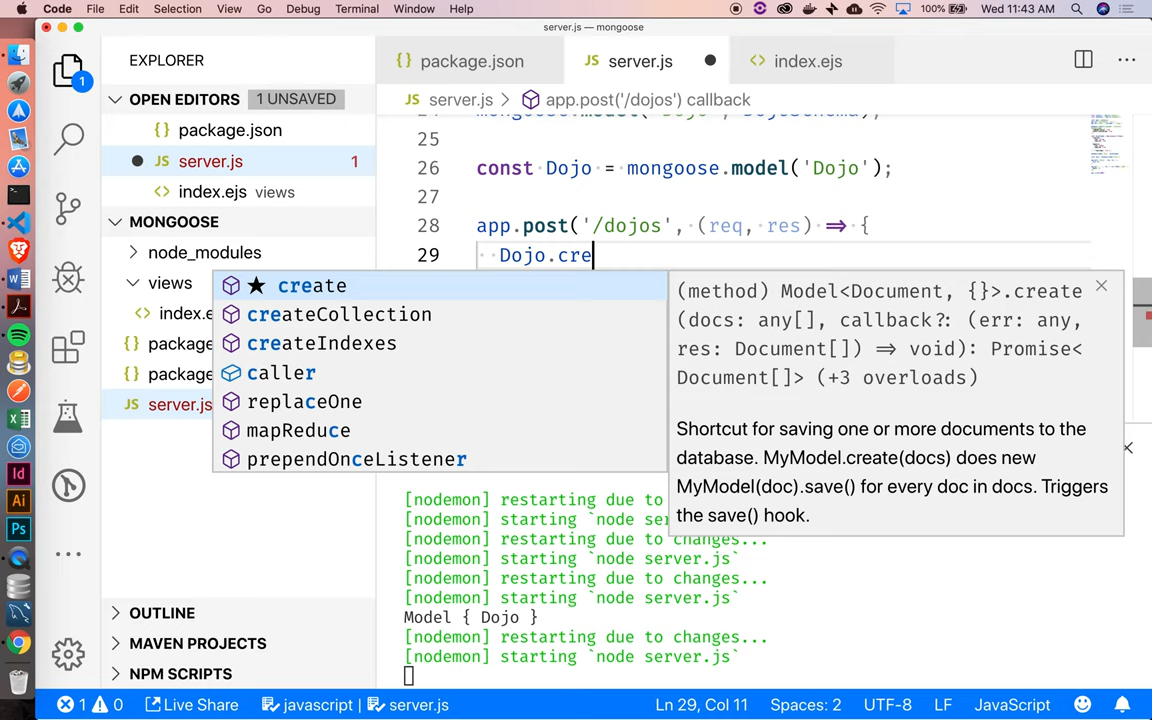 Code File Edit Selection View Go Debug Terminal Window Help 100% Wed 11:43 AM
server.js — mongoose
EXPLORER
OPEN EDITORS 1 UNSAVED
{} package.json
JS server.js 1
<> index.ejs views
MONGOOSE
node_modules
views
<> index.e
{} package
{} package
JS server.js
OUTLINE
MAVEN PROJECTS
NPM SCRIPTS
1
W
X
Id
Ai
Ps
{} package.json JS server.js <> index.ejs
JS server.js > app.post('/dojos') callback
25
26 const Dojo = mongoose.model('Dojo');
27
28 app.post('/dojos', (req, res) => {
29 Dojo.cre
★ create
createCollection
createIndexes
caller
replaceOne
mapReduce
prependOnceListener
(method) Model<Document, {}>.create
(docs: any[], callback?: (err: any,
res: Document[]) => void): Promise<
Document[]> (+3 overloads)
Shortcut for saving one or more documents to the
database. MyModel.create(docs) does new
MyModel(doc).save() for every doc in docs. Triggers
the save() hook.
[nodemon] restarting due to
[nodemon] starting `node ser
[nodemon] restarting due to changes...
[nodemon] starting `node server.js`
[nodemon] restarting due to changes...
[nodemon] starting `node server.js`
Model { Dojo }
[nodemon] restarting due to changes...
[nodemon] starting `node server.js`
1 0 Live Share javascript | server.js Ln 29, Col 11 Spaces: 2 UTF-8 LF JavaScript